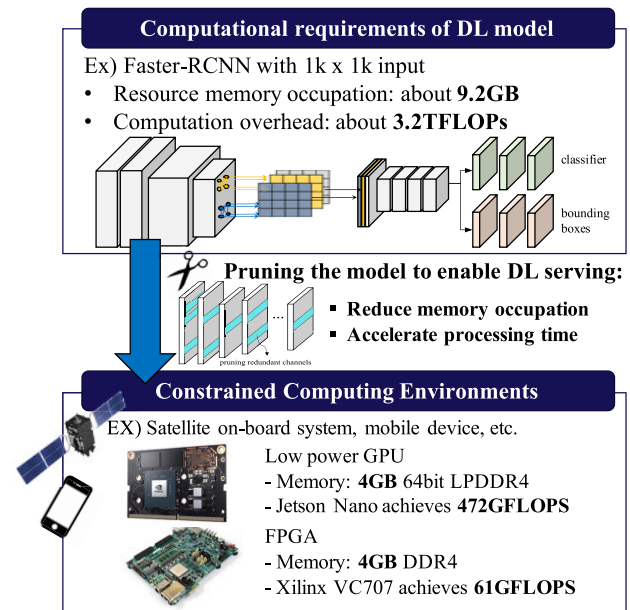 Computational requirements of DL model
Ex) Faster-RCNN with 1k x 1k input
• Resource memory occupation: about 9.2GB
• Computation overhead: about 3.2TFLOPs
classifier
bounding
boxes
Pruning the model to enable DL serving:
▪ Reduce memory occupation
▪ Accelerate processing time
...
pruning redundant channels
Constrained Computing Environments
EX) Satellite on-board system, mobile device, etc.
Low power GPU
- Memory: 4GB 64bit LPDDR4
- Jetson Nano achieves 472GFLOPS
FPGA
- Memory: 4GB DDR4
- Xilinx VC707 achieves 61GFLOPS